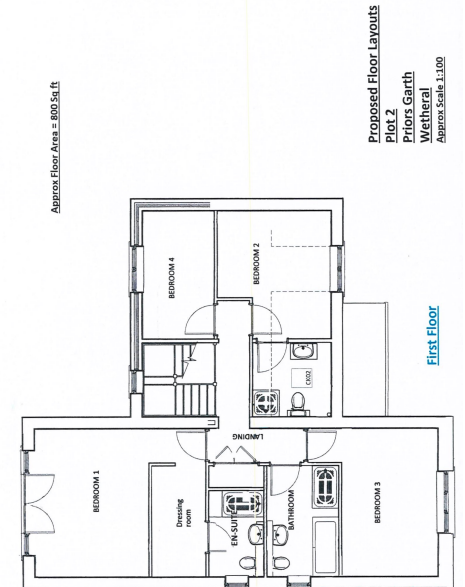 Approx Floor Area = 800 Sq ft
Proposed Floor Layouts
Plot 2
Priors Garth
Wetheral
Approx Scale 1:100
BEDROOM 4
BEDROOM 2
BEDROOM 1
LANDING
Dressing
room
EN-SUITE
BATHROOM
BEDROOM 3
First Floor